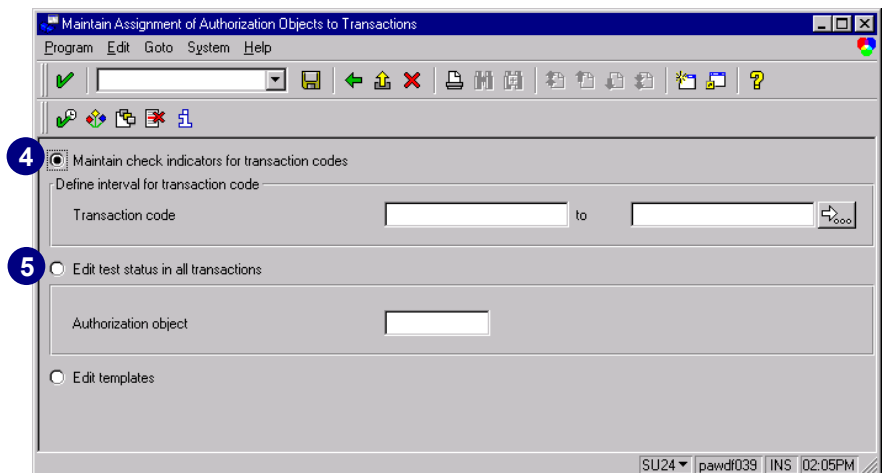 Maintain Assignment of Authorization Objects to Transactions
Program Edit Goto System Help
4 Maintain check indicators for transaction codes
Define interval for transaction code
Transaction code to
5 Edit test status in all transactions
Authorization object
Edit templates
SU24 pawdf039 INS 02:05PM